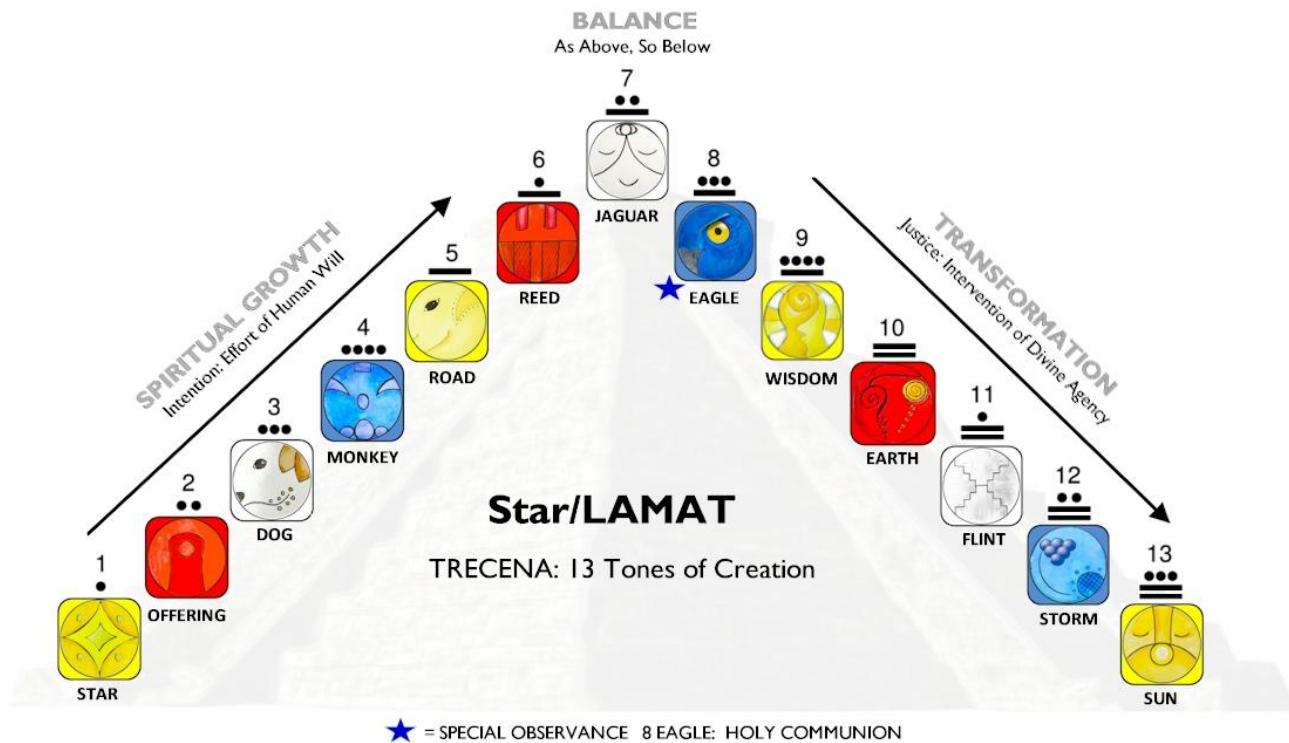 BALANCE
As Above, So Below
7
JAGUAR
6
REED
8
EAGLE
5
ROAD
9
WISDOM
4
MONKEY
10
EARTH
3
DOG
11
FLINT
2
OFFERING
12
STORM
1
STAR
13
SUN
SPIRITUAL GROWTH
Intention: Effort of Human Will
TRANSFORMATION
Justice: Intervention of Divine Agency
Star/LAMAT
TRECENA: 13 Tones of Creation
= SPECIAL OBSERVANCE 8 EAGLE: HOLY COMMUNION